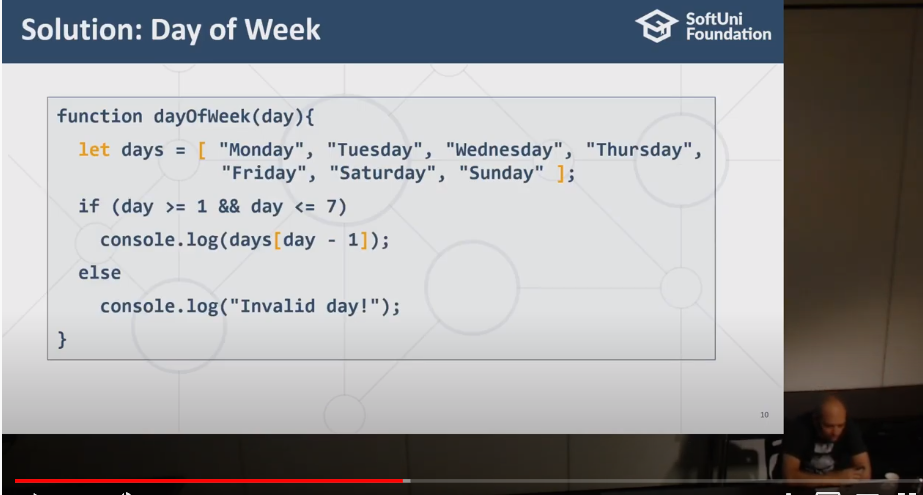 Solution: Day of Week
SoftUni
Foundation
function dayOfWeek(day){
let days = [ "Monday", "Tuesday", "Wednesday", "Thursday",
"Friday", "Saturday", "Sunday" ];
if (day >= 1 && day <= 7)
console.log(days[day - 1]);
else
console.log("Invalid day!");
}
10